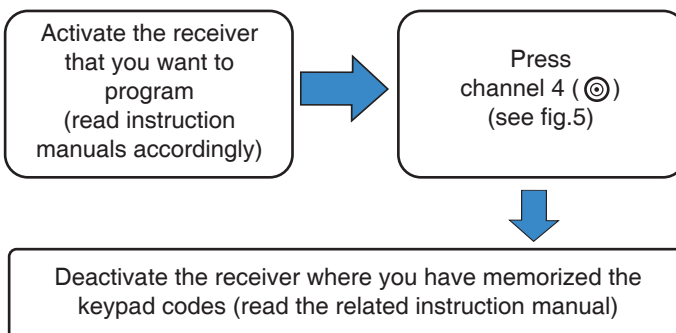 Activate the receiver
that you want to
program
(read instruction
manuals accordingly)
Press
channel 4 (◎)
(see fig.5)
Deactivate the receiver where you have memorized the
keypad codes (read the related instruction manual)